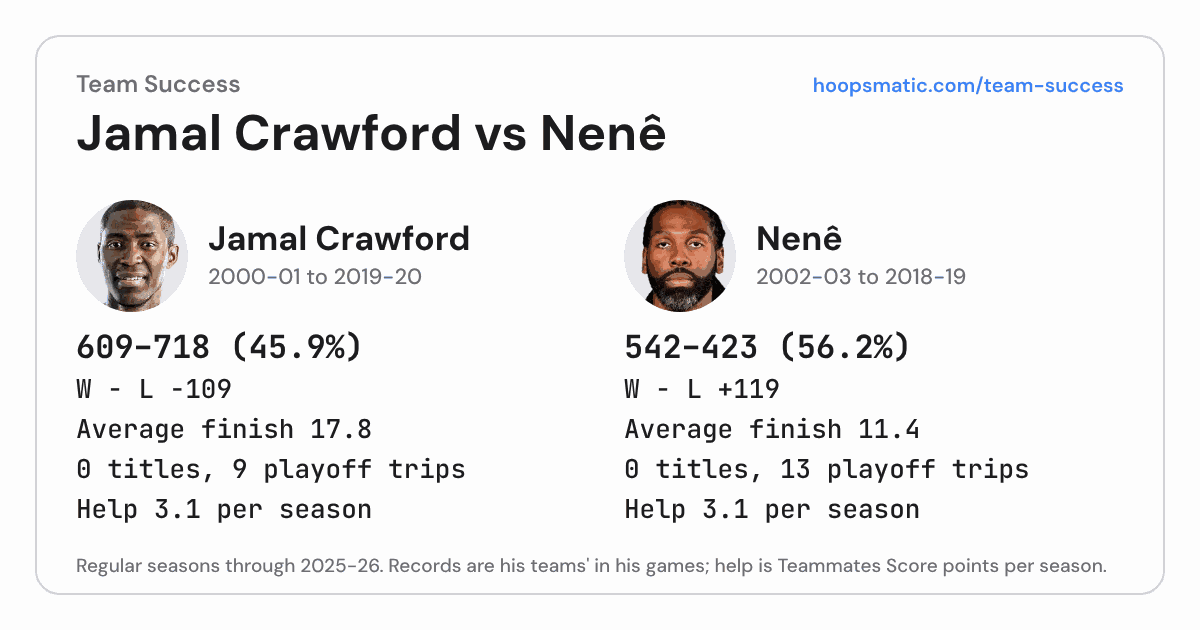 Team Success
hoopsmatic.com/team-success
Jamal Crawford vs Nenê
Jamal Crawford
2000-01 to 2019-20
609-718 (45.9%)
W - L -109
Average finish 17.8
0 titles, 9 playoff trips
Help 3.1 per season
Nenê
2002-03 to 2018-19
542-423 (56.2%)
W - L +119
Average finish 11.4
0 titles, 13 playoff trips
Help 3.1 per season
Regular seasons through 2025-26. Records are his teams' in his games; help is Teammates Score points per season.